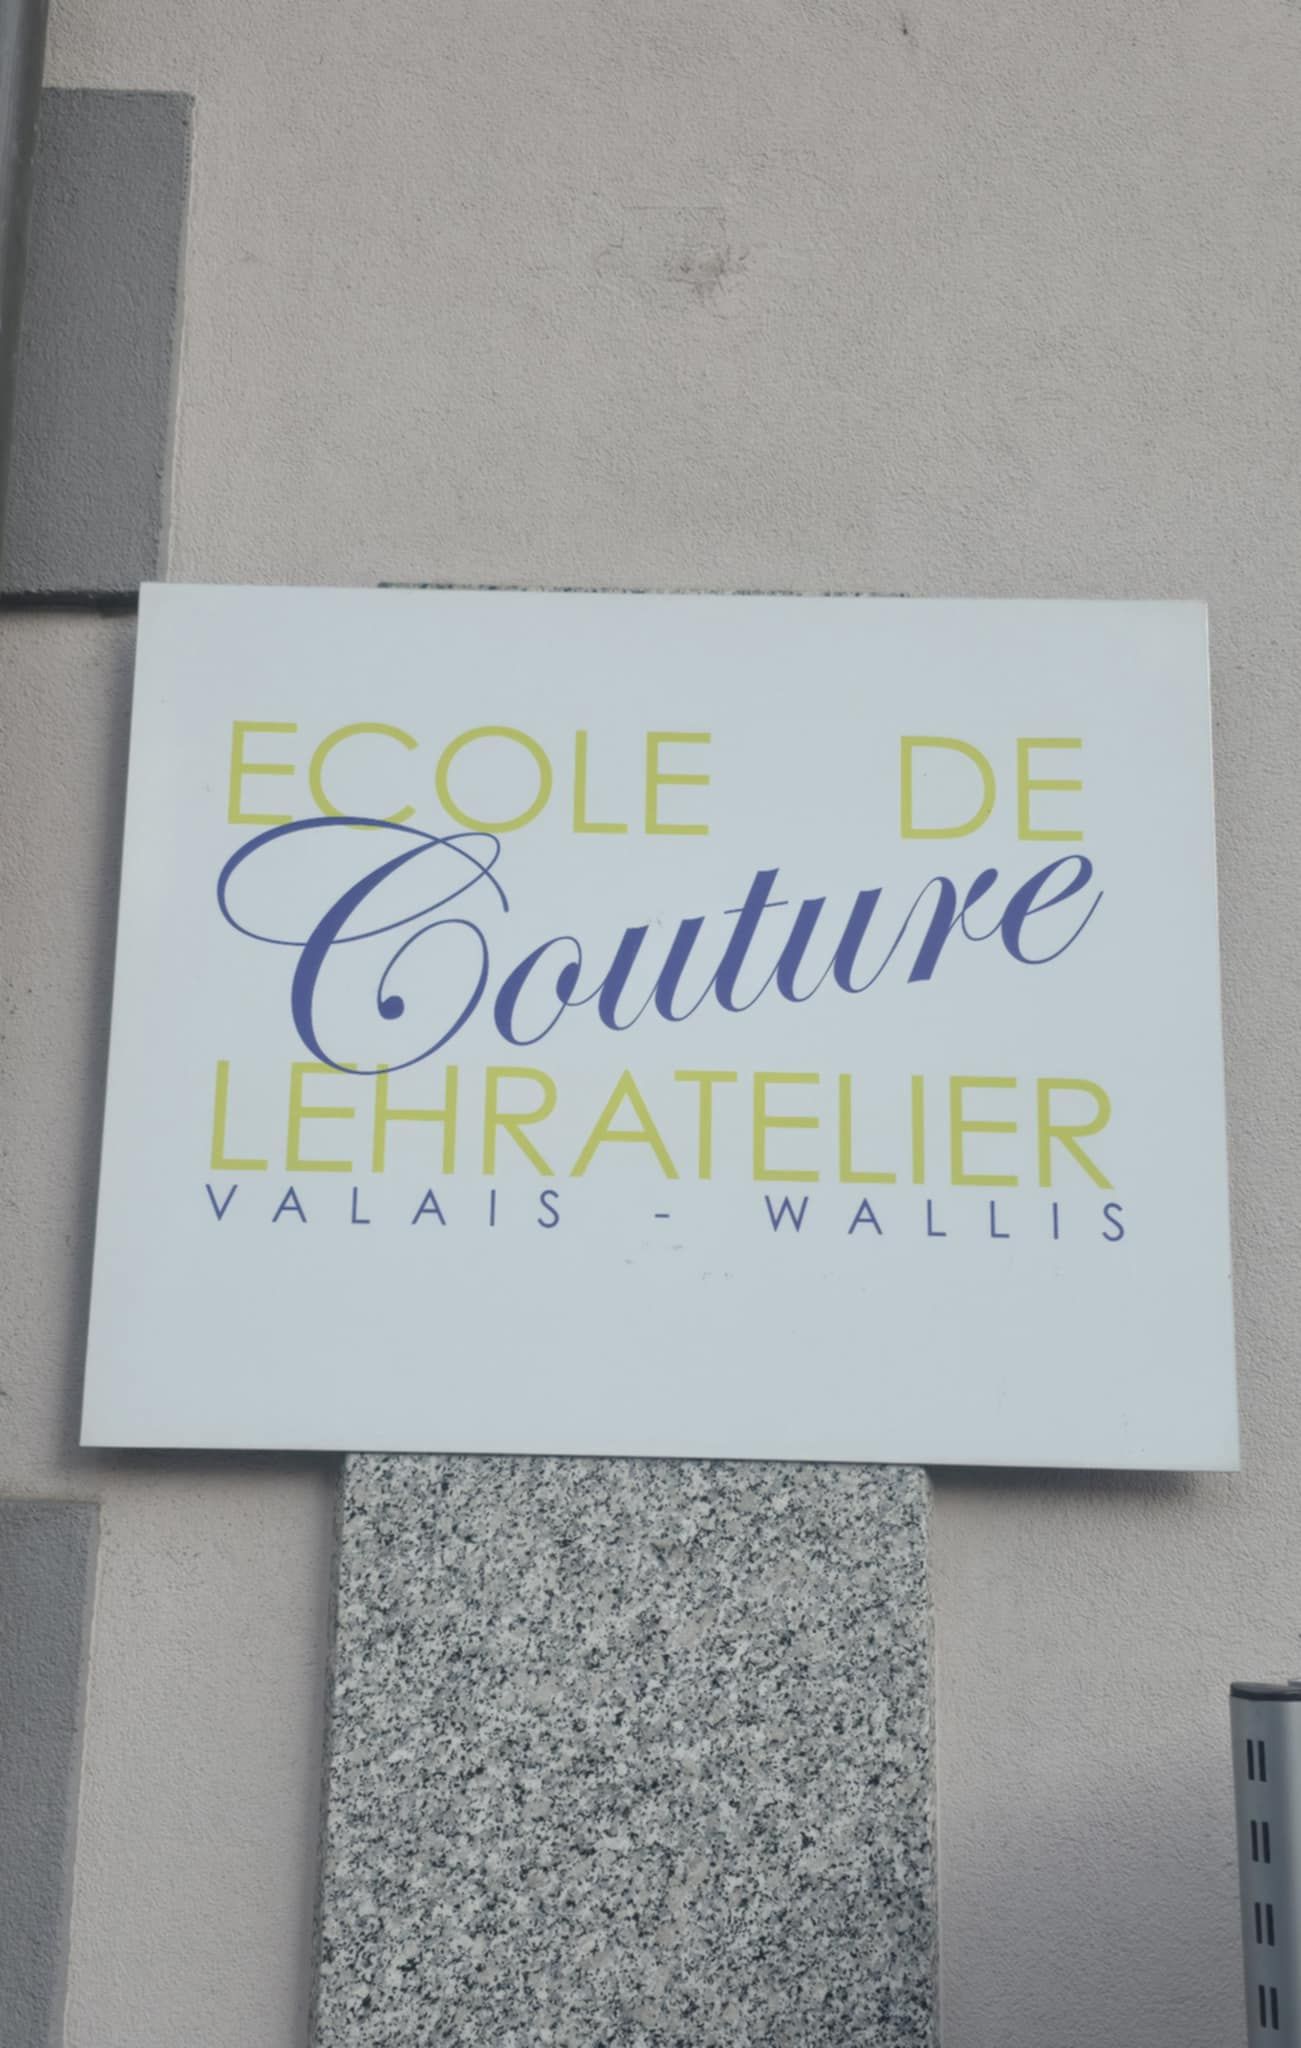 ECOLE DE
Couture
LEHRATELIER
VALAIS - WALLIS